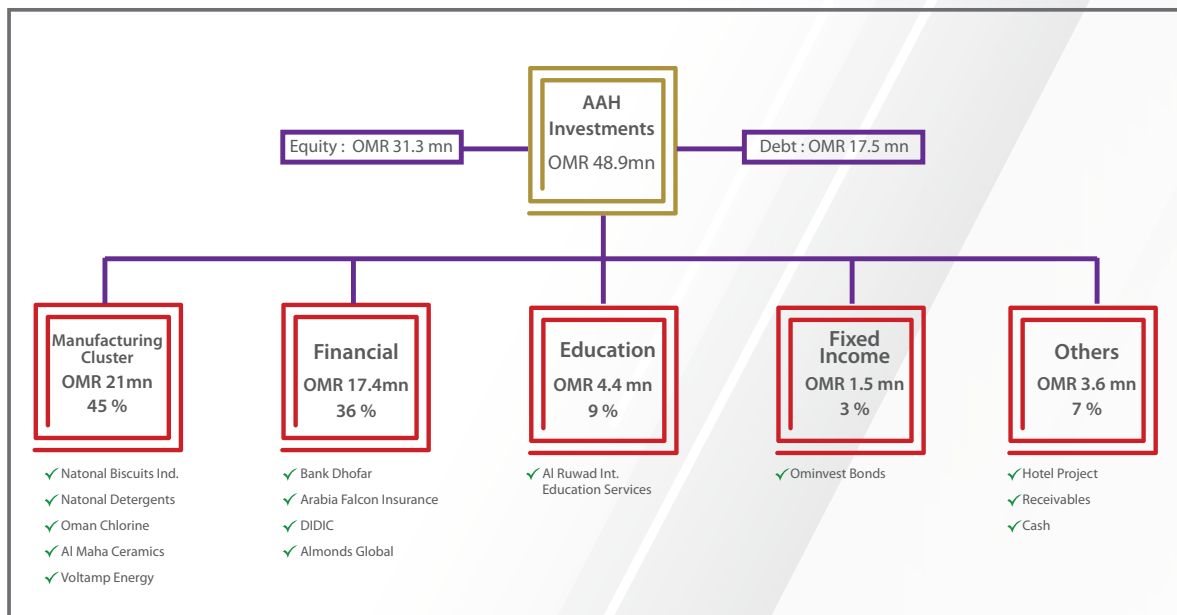 AAH
Investments
OMR 48.9mn
Equity : OMR 31.3 mn
Debt : OMR 17.5 mn
Manufacturing
Cluster
OMR 21mn
45 %
Natonal Biscuits Ind.
Natonal Detergents
Oman Chlorine
Al Maha Ceramics
Voltamp Energy
Financial
OMR 17.4mn
36 %
Bank Dhofar
Arabia Falcon Insurance
DIDIC
Almonds Global
Education
OMR 4.4 mn
9 %
Al Ruwad Int.
Education Services
Fixed
Income
OMR 1.5 mn
3 %
Ominvest Bonds
Others
OMR 3.6 mn
7 %
Hotel Project
Receivables
Cash